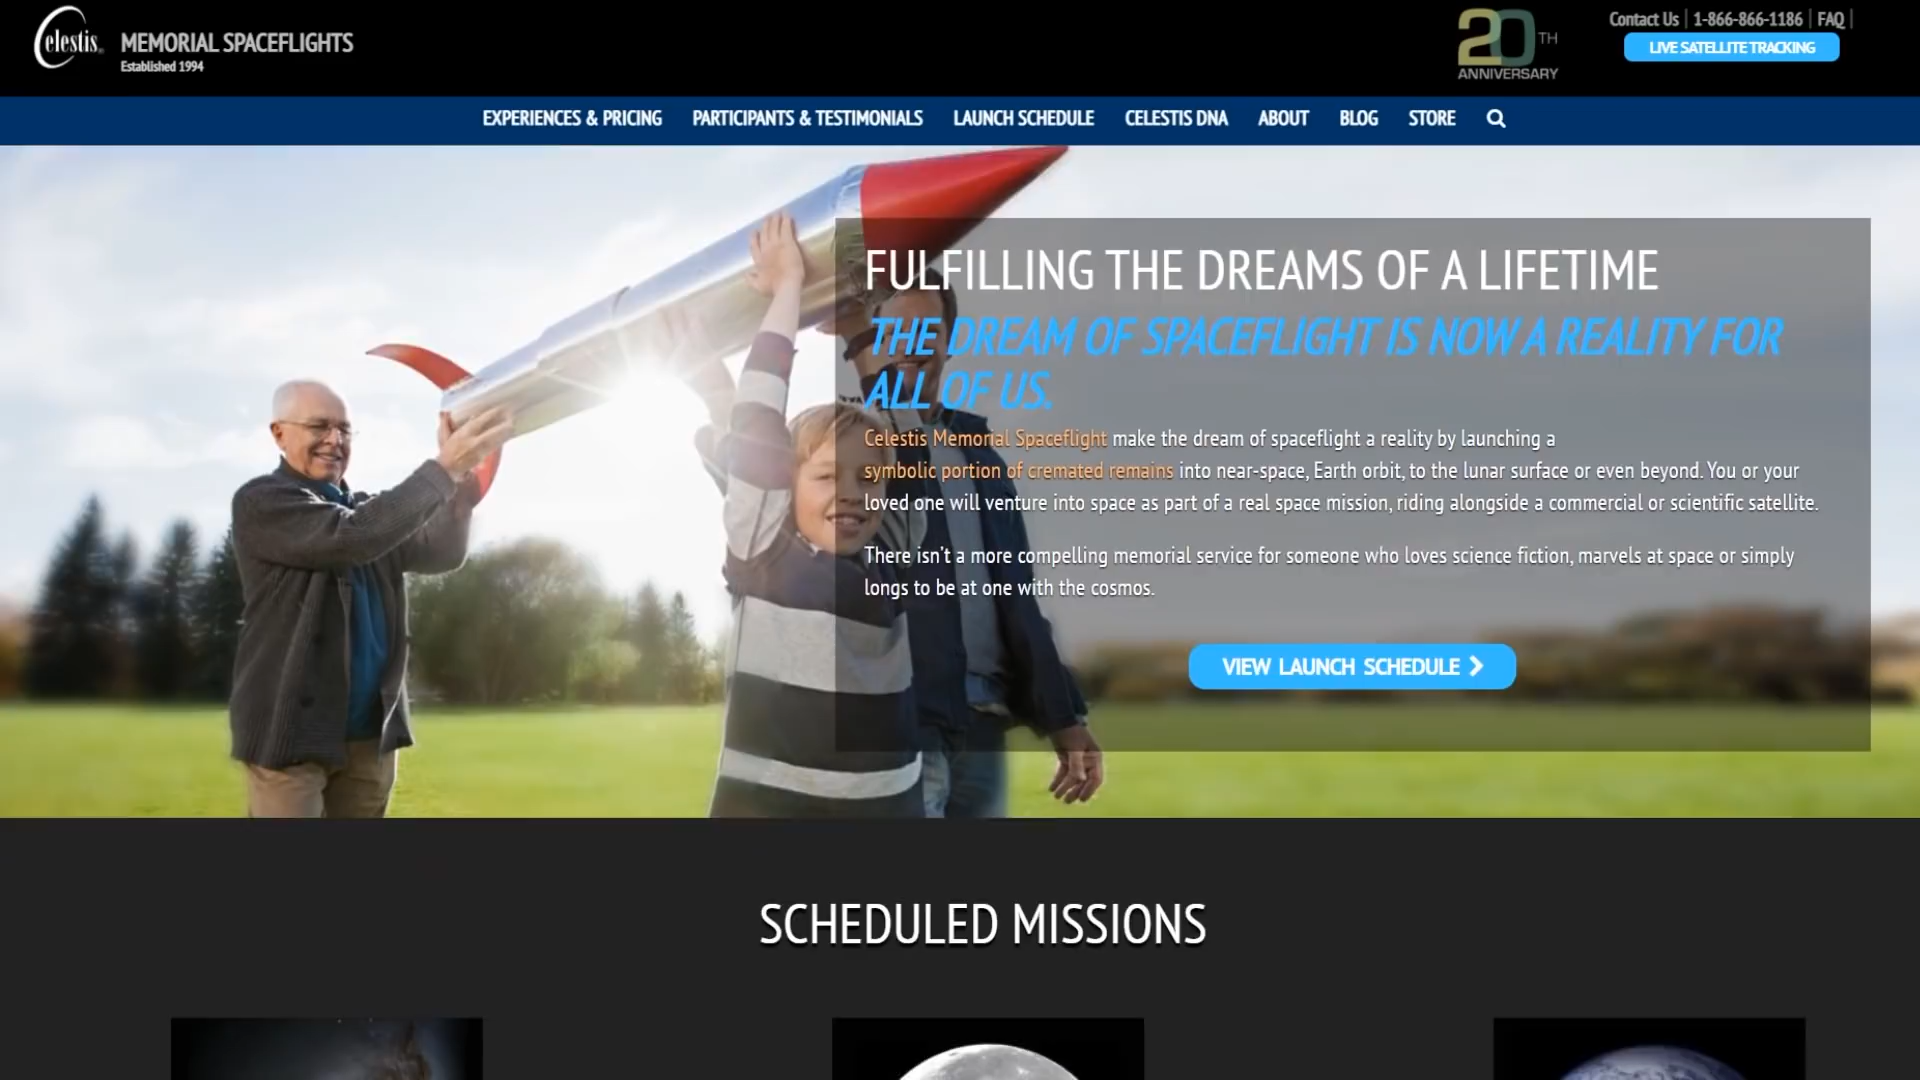 Celestis
MEMORIAL SPACEFLIGHTS
Established 1994
20TH
ANNIVERSARY
Contact Us | 1-866-866-1186 | FAQ |
LIVE SATELLITE TRACKING
EXPERIENCES & PRICING PARTICIPANTS & TESTIMONIALS LAUNCH SCHEDULE CELESTIS DNA ABOUT BLOG STORE
FULFILLING THE DREAMS OF A LIFETIME
THE DREAM OF SPACEFLIGHT IS NOW A REALITY FOR
ALL OF US.
Celestis Memorial Spaceflight make the dream of spaceflight a reality by launching a
symbolic portion of cremated remains into near-space, Earth orbit, to the lunar surface or even beyond. You or your
loved one will venture into space as part of a real space mission, riding alongside a commercial or scientific satellite.
There isn't a more compelling memorial service for someone who loves science fiction, marvels at space or simply
longs to be at one with the cosmos.
VIEW LAUNCH SCHEDULE
SCHEDULED MISSIONS